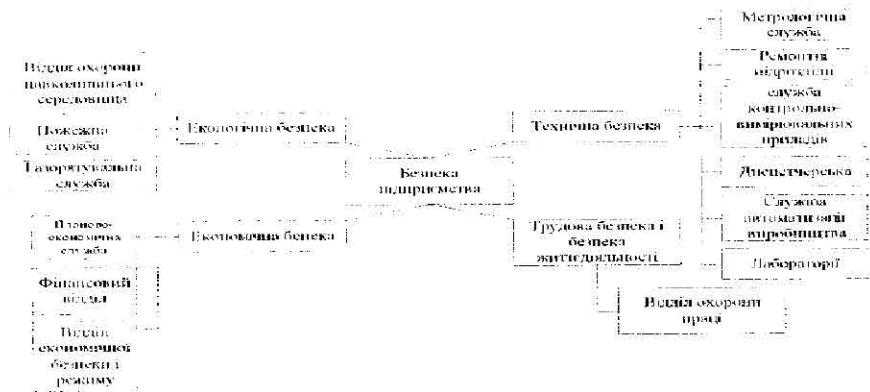 Метрологічна
служба
Ремонтні
підрозділи
служба
контрольно-
вимірювальних
приладів
Диспетчерська
Служба
автоматизації
виробництва
Лабораторії
Відділ охорони
навколишнього
середовища
Пожежна
служба
Газорятувальна
служба
Екологічна безпека
Технічна безпека
Безпека
підприємства
Планово-
економічна
служба
Економічна бепека
Трудова безпека і
безпека
життєдіяльності
Фінансовий
відділ
Відділ охорони
праці
Відділ
економічної
безпеки і
режиму